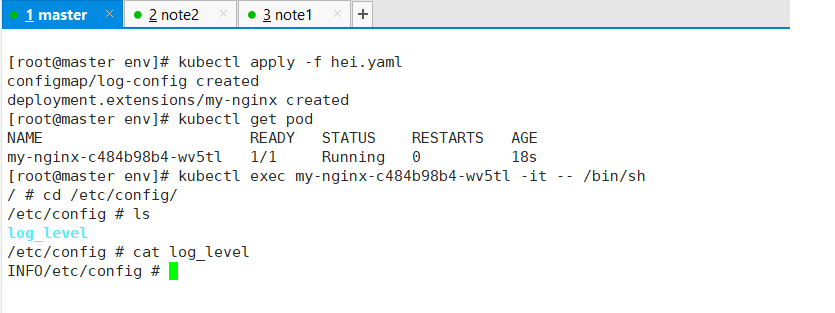 1 master × 2 note2 × 3 note1 × +
[root@master env]# kubectl apply -f hei.yaml
configmap/log-config created
deployment.extensions/my-nginx created
[root@master env]# kubectl get pod
NAME                          READY   STATUS    RESTARTS   AGE
my-nginx-c484b98b4-wv5tl   1/1     Running   0          18s
[root@master env]# kubectl exec my-nginx-c484b98b4-wv5tl -it -- /bin/sh
/ # cd /etc/config/
/etc/config # ls
log_level
/etc/config # cat log_level
INFO/etc/config #